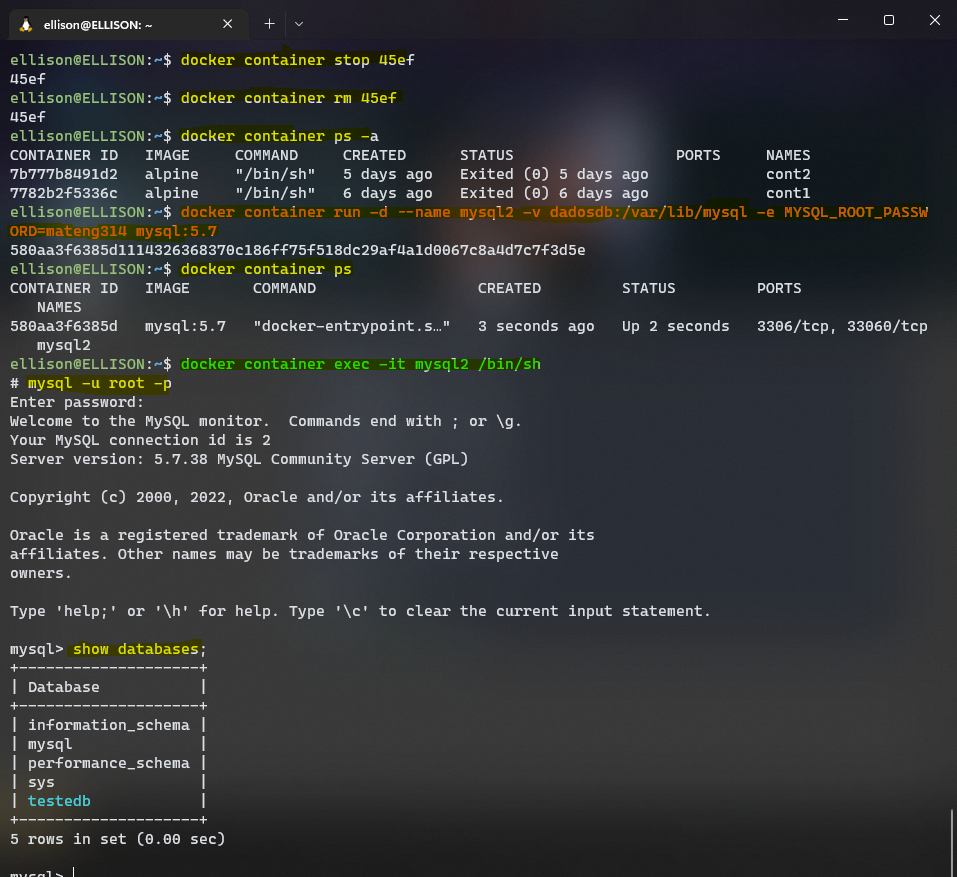 ellison@ELLISON: ~
ellison@ELLISON:~$ docker container stop 45ef
45ef
ellison@ELLISON:~$ docker container rm 45ef
45ef
ellison@ELLISON:~$ docker container ps -a
CONTAINER ID   IMAGE     COMMAND     CREATED      STATUS                  PORTS     NAMES
7b777b8491d2   alpine    "/bin/sh"   5 days ago   Exited (0) 5 days ago             cont2
7782b2f5336c   alpine    "/bin/sh"   6 days ago   Exited (0) 6 days ago             cont1
ellison@ELLISON:~$ docker container run -d --name mysql2 -v dadosdb:/var/lib/mysql -e MYSQL_ROOT_PASSW
ORD=mateng314 mysql:5.7
580aa3f6385d1114326368370c186ff75f518dc29af4a1d0067c8a4d7c7f3d5e
ellison@ELLISON:~$ docker container ps
CONTAINER ID   IMAGE       COMMAND                  CREATED         STATUS         PORTS
   NAMES
580aa3f6385d   mysql:5.7   "docker-entrypoint.s…"   3 seconds ago   Up 2 seconds   3306/tcp, 33060/tcp
   mysql2
ellison@ELLISON:~$ docker container exec -it mysql2 /bin/sh
# mysql -u root -p
Enter password:
Welcome to the MySQL monitor.  Commands end with ; or \g.
Your MySQL connection id is 2
Server version: 5.7.38 MySQL Community Server (GPL)
Copyright (c) 2000, 2022, Oracle and/or its affiliates.
Oracle is a registered trademark of Oracle Corporation and/or its
affiliates. Other names may be trademarks of their respective
owners.
Type 'help;' or '\h' for help. Type '\c' to clear the current input statement.
mysql> show databases;
+--------------------+
| Database           |
+--------------------+
| information_schema |
| mysql              |
| performance_schema |
| sys                |
| testedb            |
+--------------------+
5 rows in set (0.00 sec)
mysql>